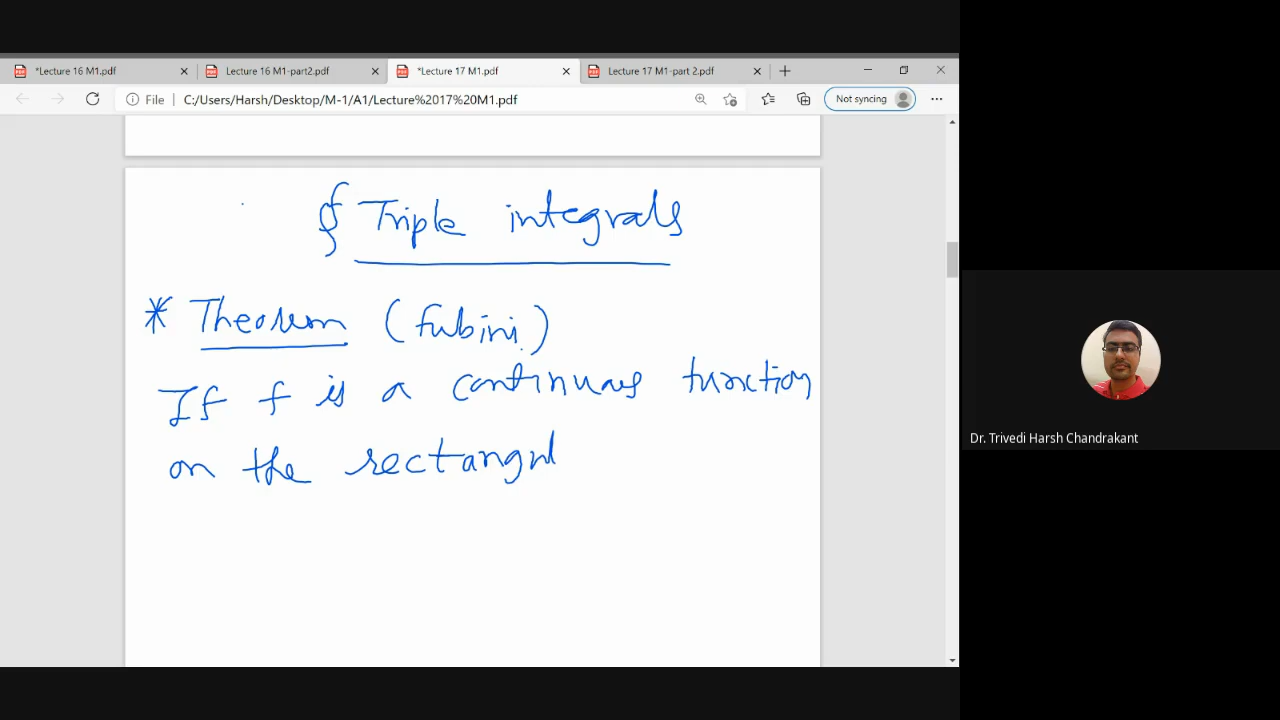 *Lecture 16 M1.pdf
Lecture 16 M1-part2.pdf
*Lecture 17 M1.pdf
Lecture 17 M1-part 2.pdf
File
C:/Users/Harsh/Desktop/M-1/A1/Lecture%2017%20M1.pdf
Not syncing
§ Triple integrals
* Theorem (fubini.)
If f is a continuous function
on the rectangul
Dr. Trivedi Harsh Chandrakant